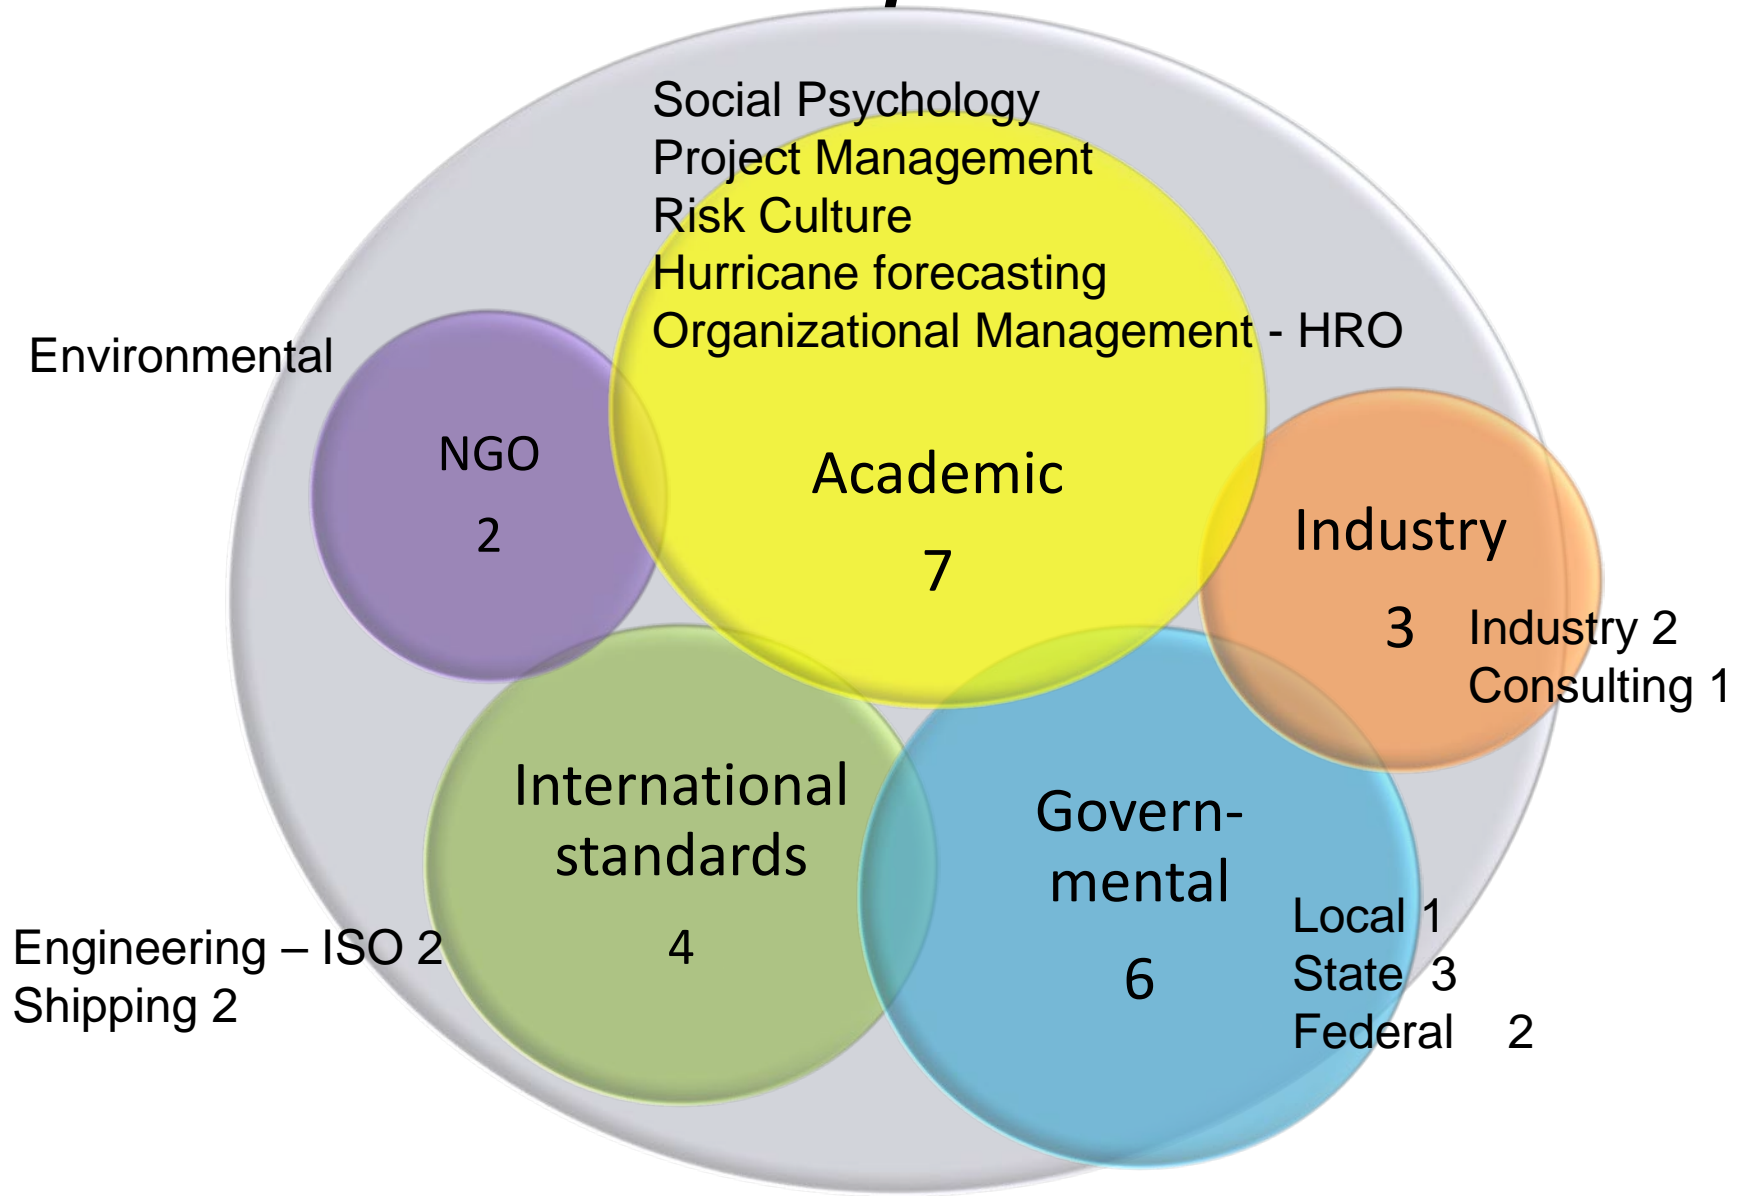 Social Psychology
Project Management
Risk Culture
Hurricane forecasting
Organizational Management - HRO
Environmental
NGO
2
Academic
7
Industry
3
Industry 2
Consulting 1
International
standards
4
Engineering – ISO 2
Shipping 2
Govern-
mental
6
Local 1
State 3
Federal 2